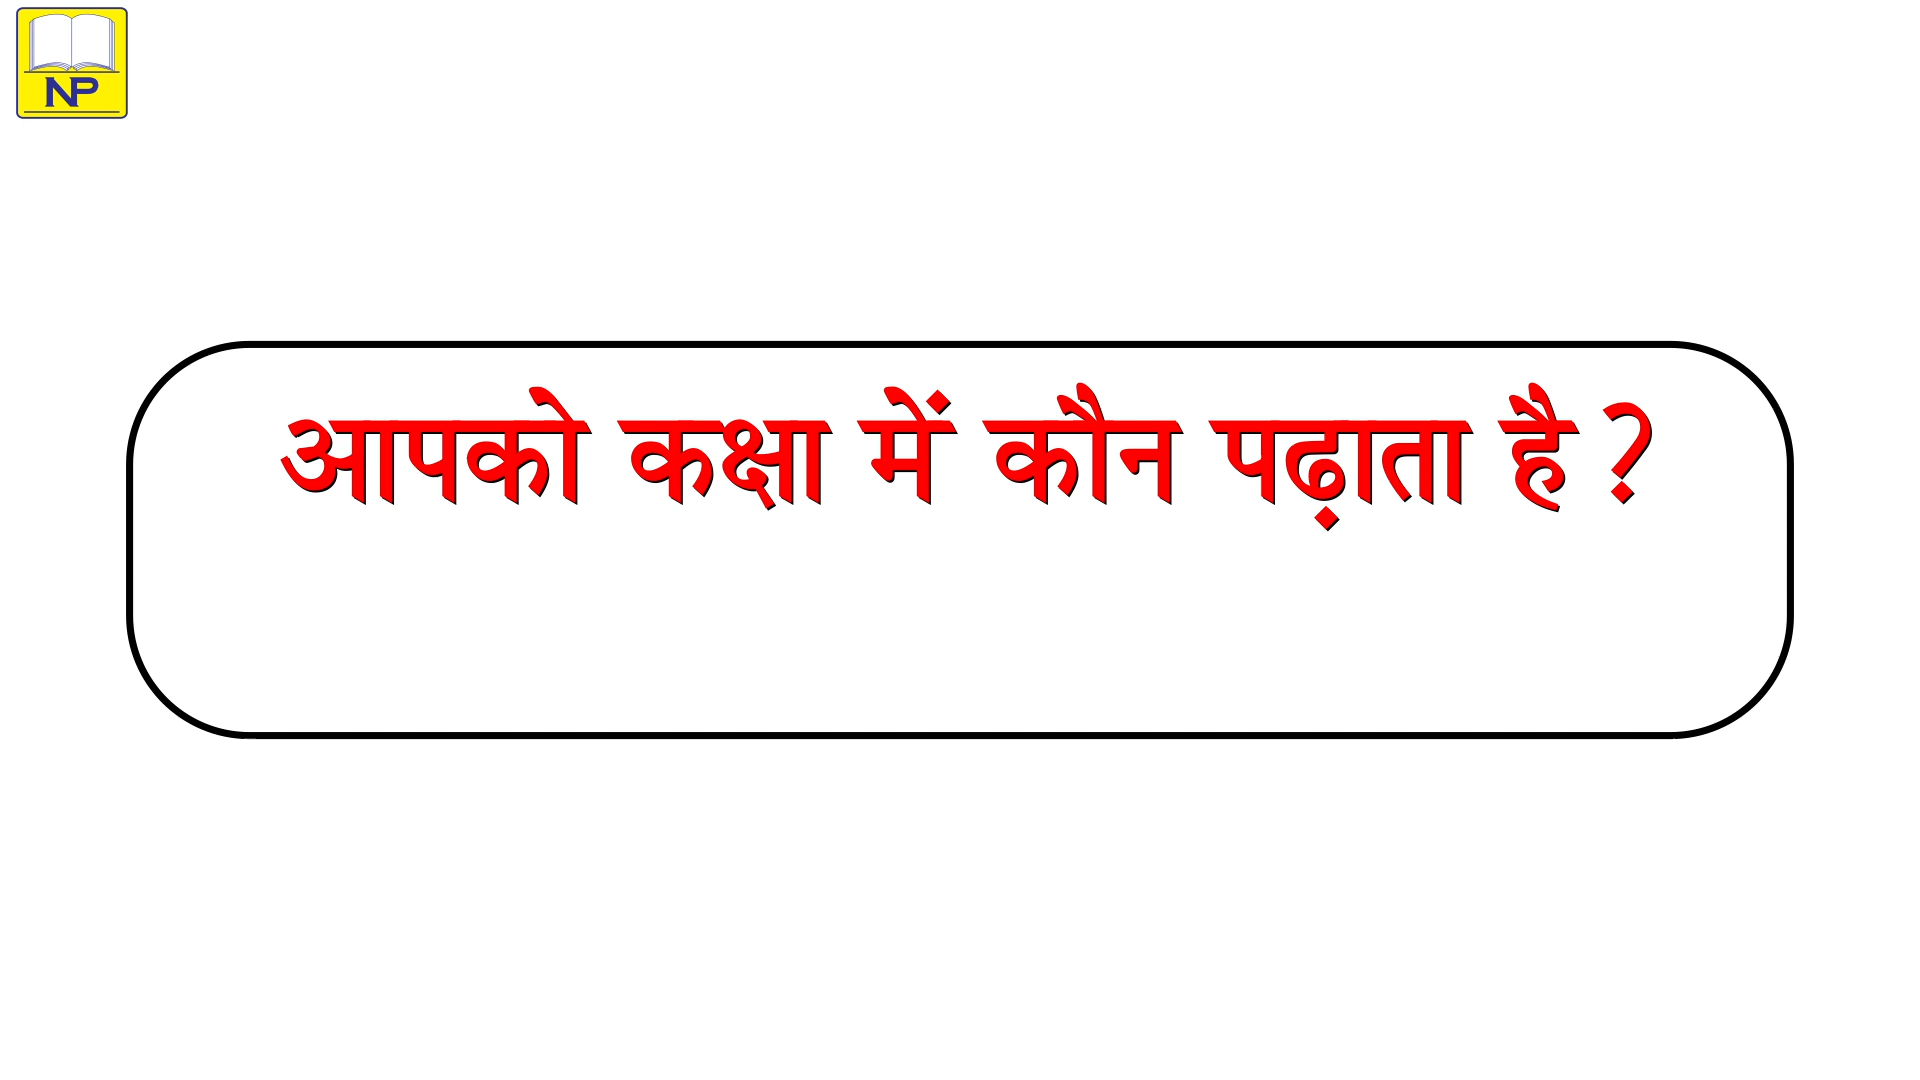 NP
आपको कक्षा में कौन पढ़ाता है ?